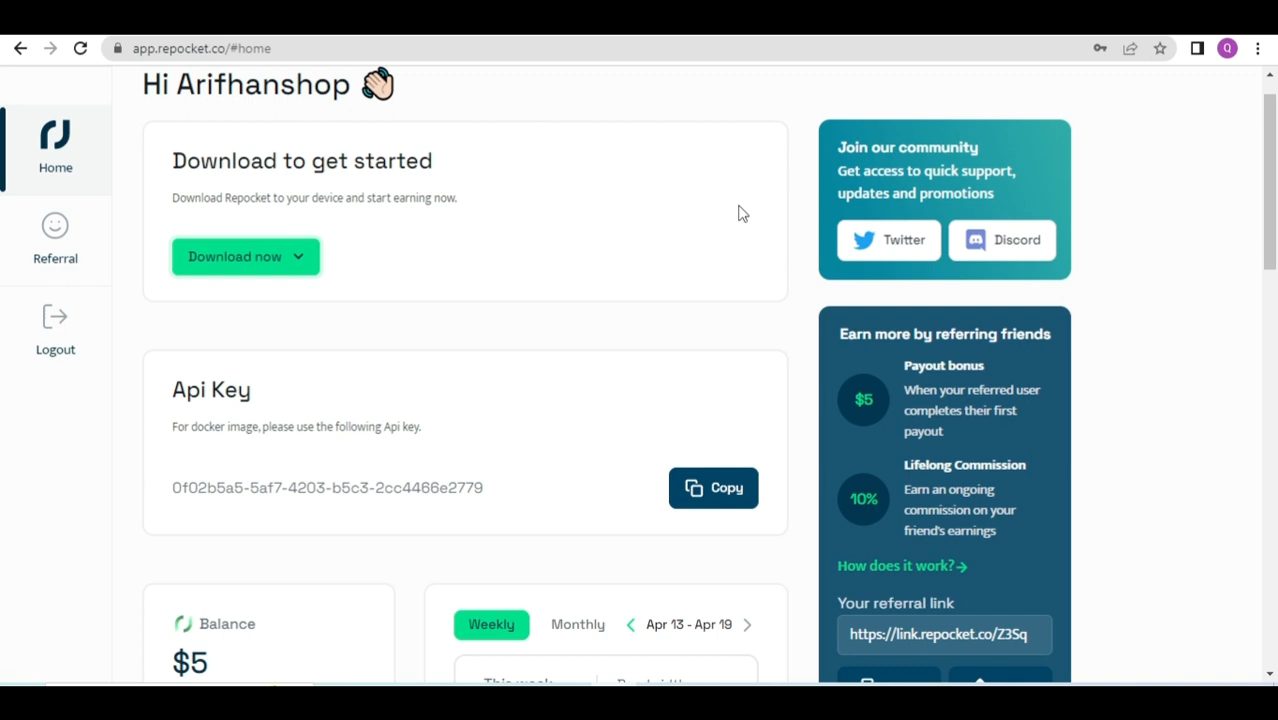 app.repocket.co/#home
Q
Hi Arifhanshop
Home
Referral
Logout
Download to get started
Download Repocket to your device and start earning now.
Download now
Api Key
For docker image, please use the following Api key.
0f02b5a5-5af7-4203-b5c3-2cc4466e2779
Copy
Balance
$5
Weekly
Monthly
Apr 13 - Apr 19
This week
Join our community
Get access to quick support,
updates and promotions
Twitter
Discord
Earn more by referring friends
$5
Payout bonus
When your referred user
completes their first
payout
10%
Lifelong Commission
Earn an ongoing
commission on your
friend's earnings
How does it work?
Your referral link
https://link.repocket.co/Z3Sq